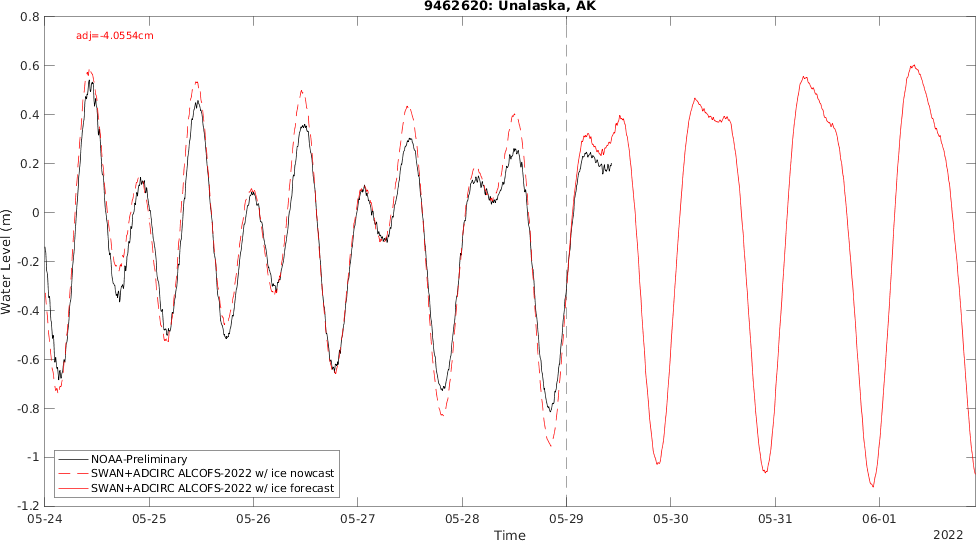 9462620: Unalaska, AK
adj=-4.0554cm
0.8
0.6
0.4
0.2
0
-0.2
-0.4
-0.6
-0.8
-1
-1.2
Water Level (m)
NOAA-Preliminary
SWAN+ADCIRC ALCOFS-2022 w/ ice nowcast
SWAN+ADCIRC ALCOFS-2022 w/ ice forecast
05-24 05-25 05-26 05-27 05-28 05-29 05-30 05-31 06-01
Time
2022